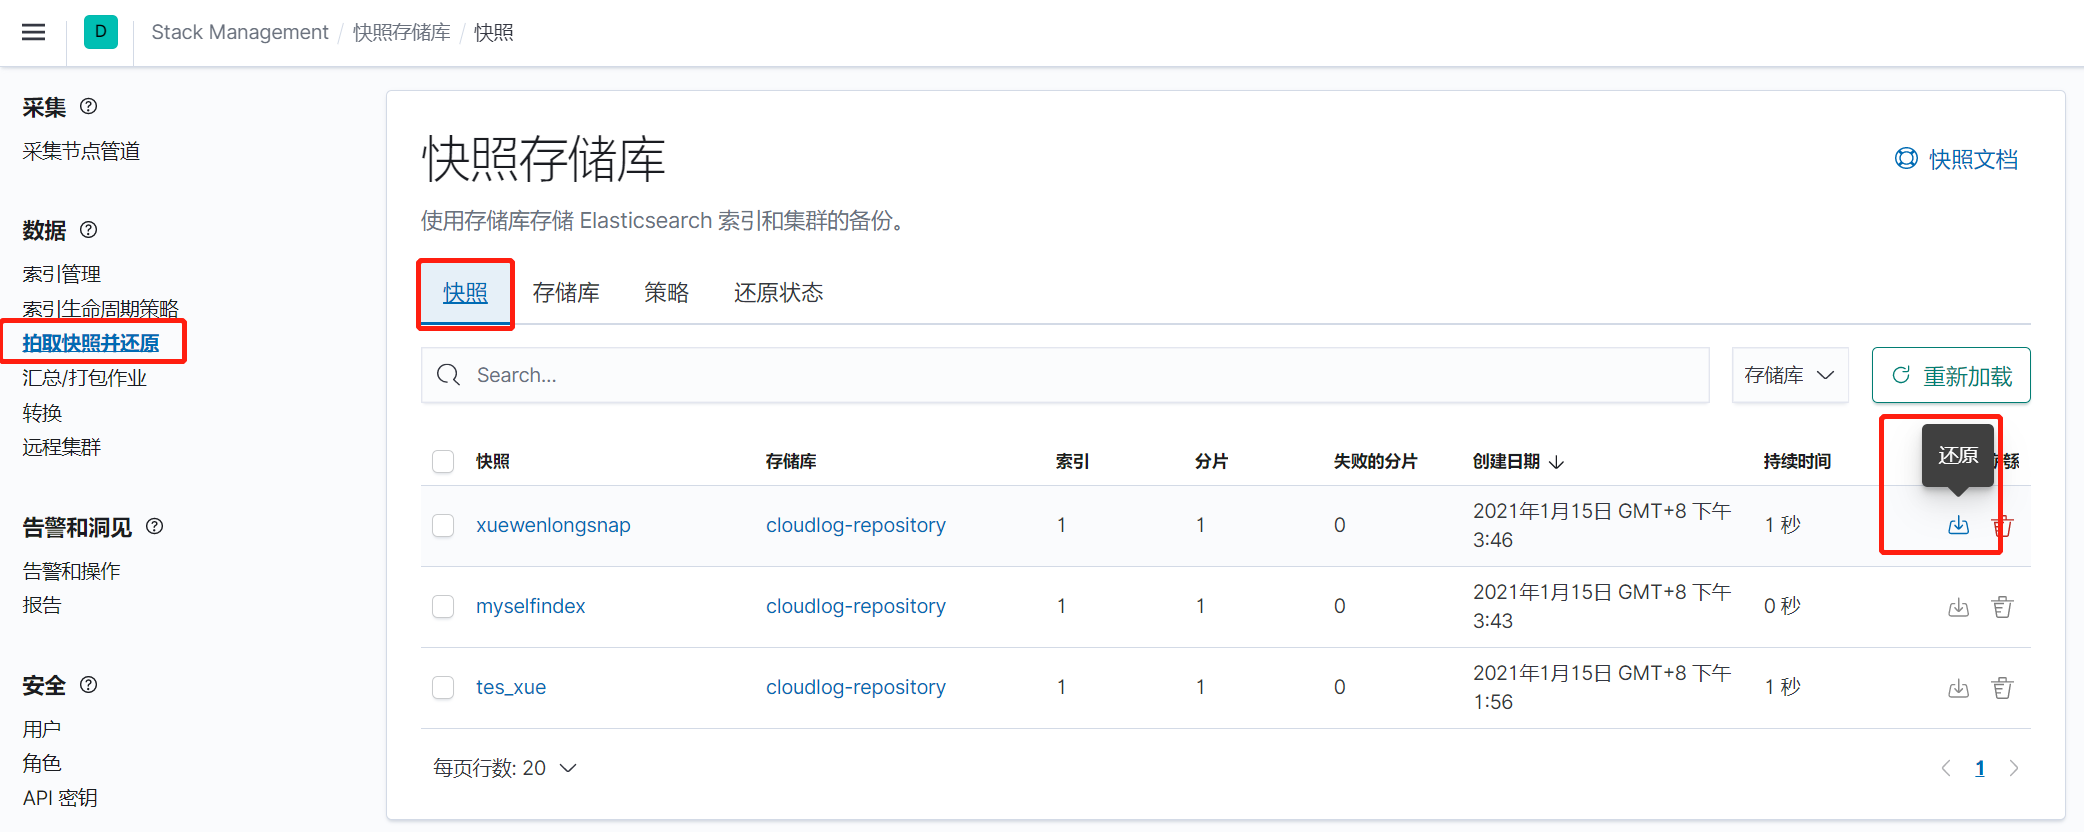 D Stack Management / 快照存储库 / 快照
采集
采集节点管道
数据
索引管理
索引生命周期策略
拍取快照并还原
汇总/打包作业
转换
远程集群
告警和洞见
告警和操作
报告
安全
用户
角色
API 密钥
快照存储库
快照文档
使用存储库存储 Elasticsearch 索引和集群的备份。
快照 存储库 策略 还原状态
Search...
存储库
重新加载
还原
快照 存储库 索引 分片 失败的分片 创建日期 持续时间
xuewenlongsnap cloudlog-repository 1 1 0 2021年1月15日 GMT+8 下午 3:46 1 秒
myselfindex cloudlog-repository 1 1 0 2021年1月15日 GMT+8 下午 3:43 0 秒
tes_xue cloudlog-repository 1 1 0 2021年1月15日 GMT+8 下午 1:56 1 秒
每页行数: 20
1